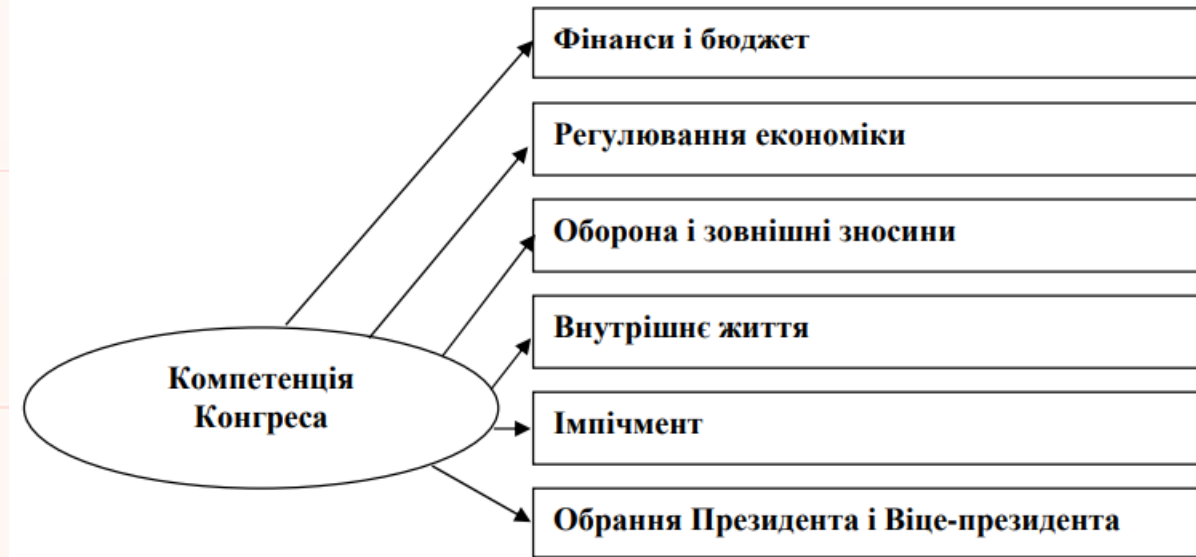 Фінанси і бюджет
Регулювання економіки
Оборона і зовнішні зносини
Внутрішнє життя
Компетенція
Конгреса
Імпічмент
Обрання Президента і Віце-президента